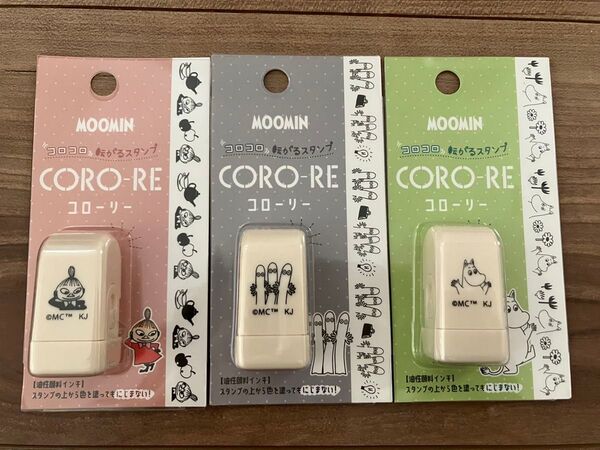 MOOMIN
コロコロ 転がるスタンプ
CORO-RE
コローリー
©MC™ KJ
【油性顔料インキ】
スタンプの上から色を塗ってもにじまない!
MOOMIN
コロコロ 転がるスタンプ
CORO-RE
コローリー
©MC™ KJ
【油性顔料インキ】
スタンプの上から色を塗ってもにじまない!
MOOMIN
コロコロ 転がるスタンプ
CORO-RE
コローリー
©MC™ KJ
【油性顔料インキ】
スタンプの上から色を塗ってもにじまない!